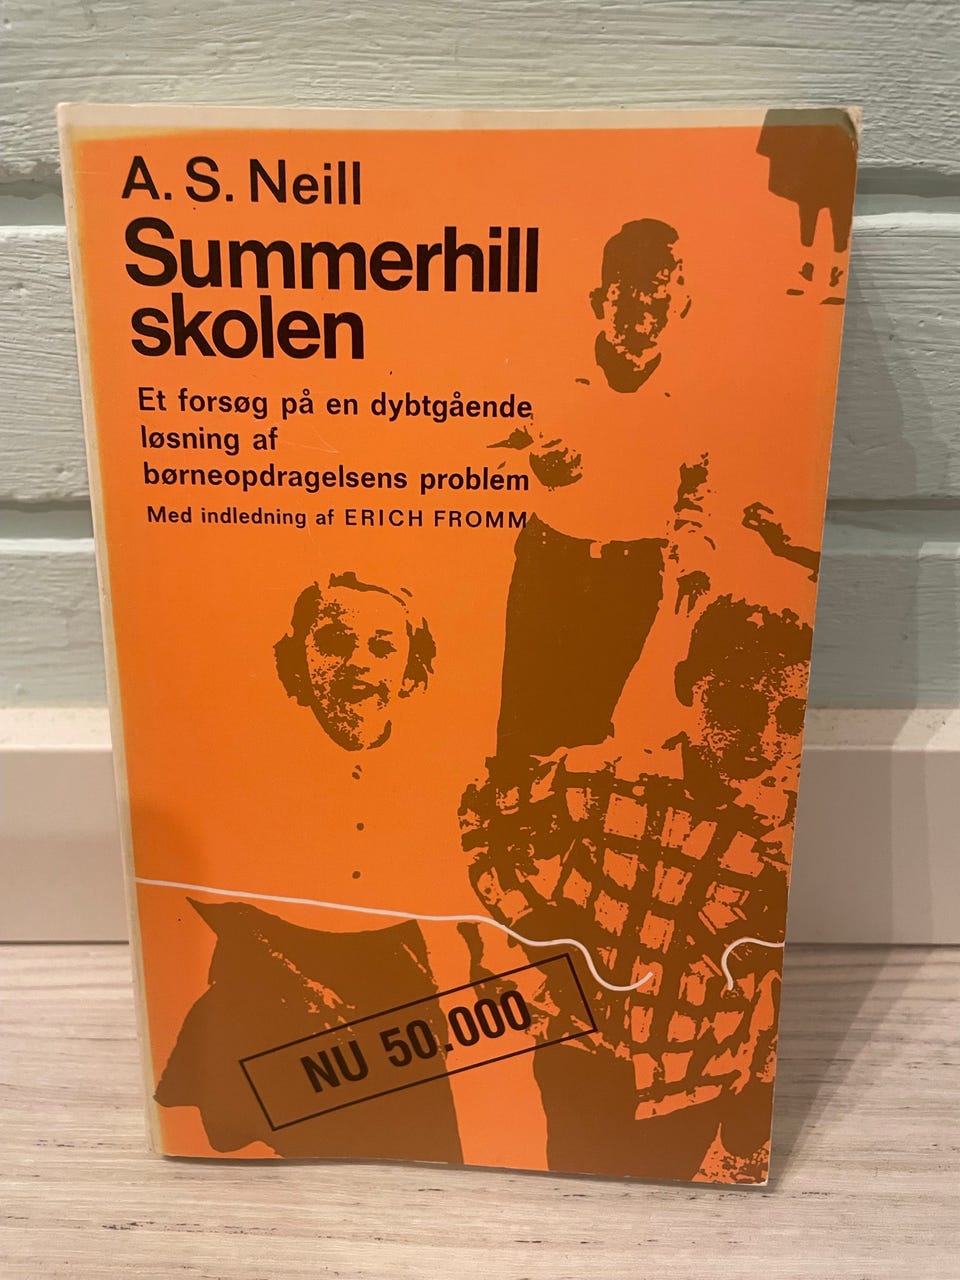 A. S. Neill
Summerhill
skolen
Et forsøg på en dybtgående
løsning af
børneopdragelsens problem
Med indledning af ERICH FROMM
NU 50.000